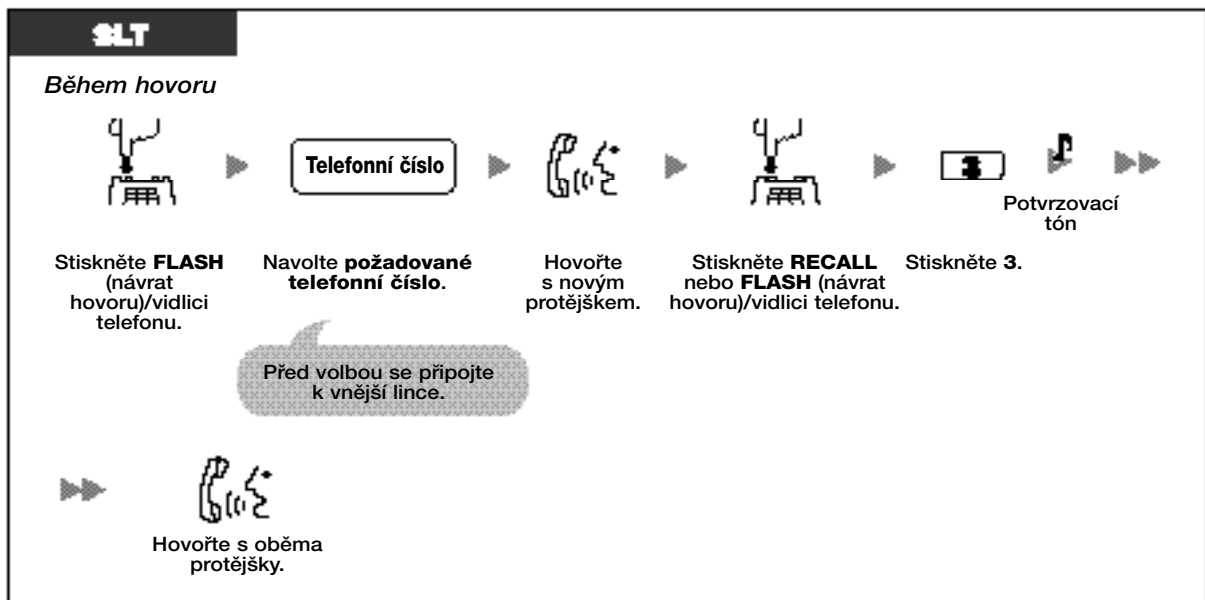 SLT
Během hovoru
Telefonní číslo
3
Potvrzovací
tón
Stiskněte FLASH
(návrat
hovoru)/vidlici
telefonu.
Navolte požadované
telefonní číslo.
Hovořte
s novým
protějškem.
Stiskněte RECALL
nebo FLASH (návrat
hovoru)/vidlici telefonu.
Stiskněte 3.
Před volbou se připojte
k vnější lince.
Hovořte s oběma
protějšky.